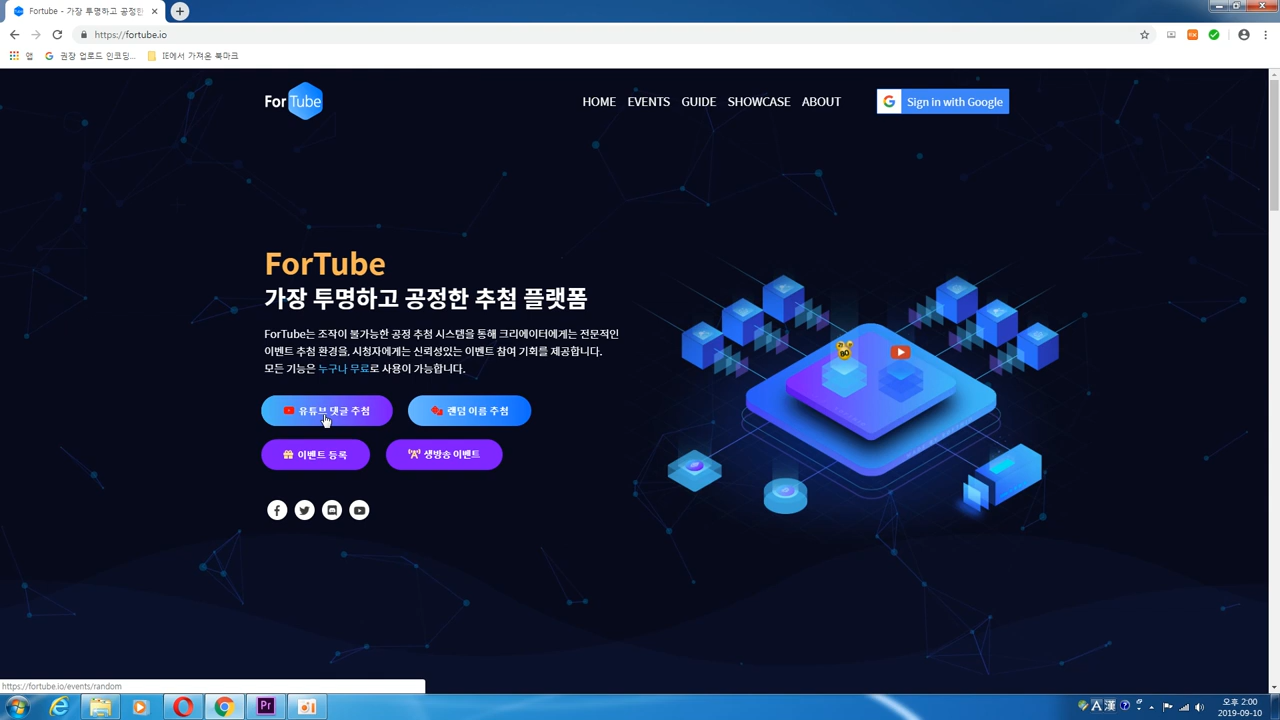 Fortube - 가장 투명하고 공정한
https://fortube.io
앱
권장 업로드 인코딩...
IE에서 가져온 북마크
For Tube
HOME
EVENTS
GUIDE
SHOWCASE
ABOUT
Sign in with Google
ForTube
가장 투명하고 공정한 추첨 플랫폼
ForTube는 조작이 불가능한 공정 추첨 시스템을 통해 크리에이터에게는 전문적인
이벤트 추첨 환경을, 시청자에게는 신뢰성있는 이벤트 참여 기회를 제공합니다.
모든 기능은 누구나 무료로 사용이 가능합니다.
유튜브 댓글 추첨
랜덤 이름 추첨
이벤트 등록
생방송 이벤트
https://fortube.io/events/random
Pr
A 漢
오후 2:00
2019-09-10